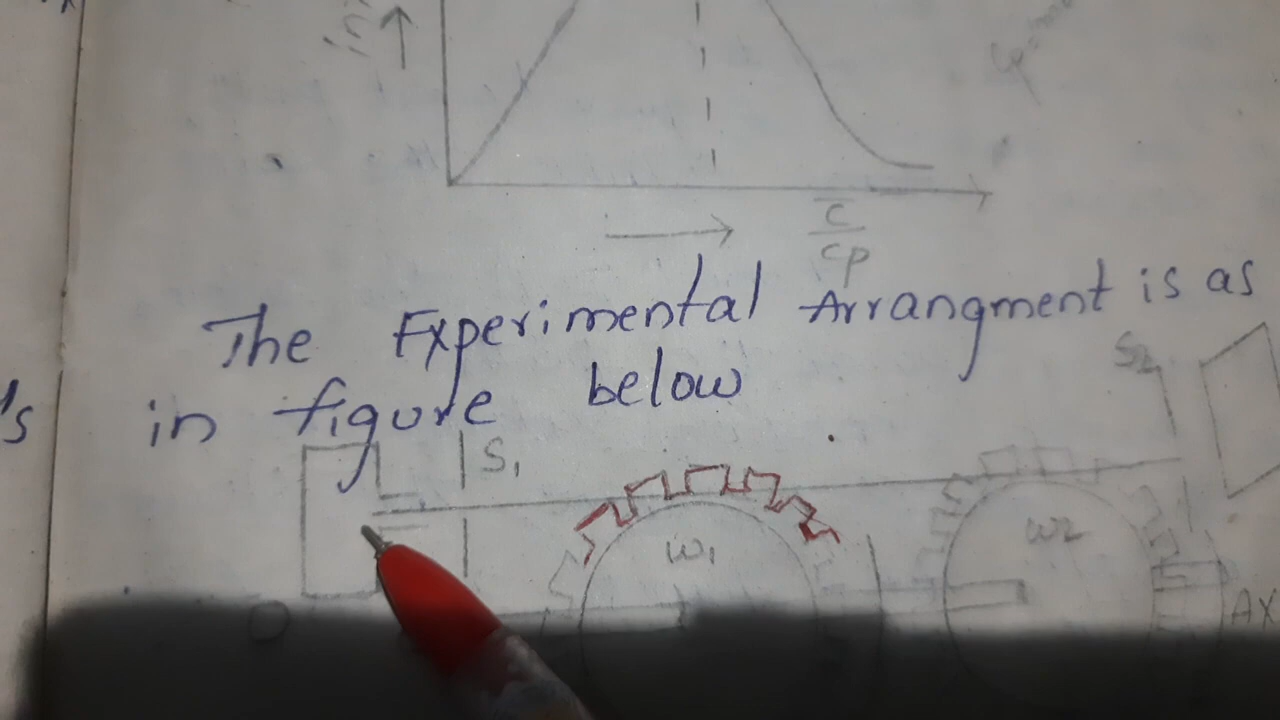 C
Cp
The Experimental Arrangment is as
in figure below
's
S1
S2
W1
W2
O
AX